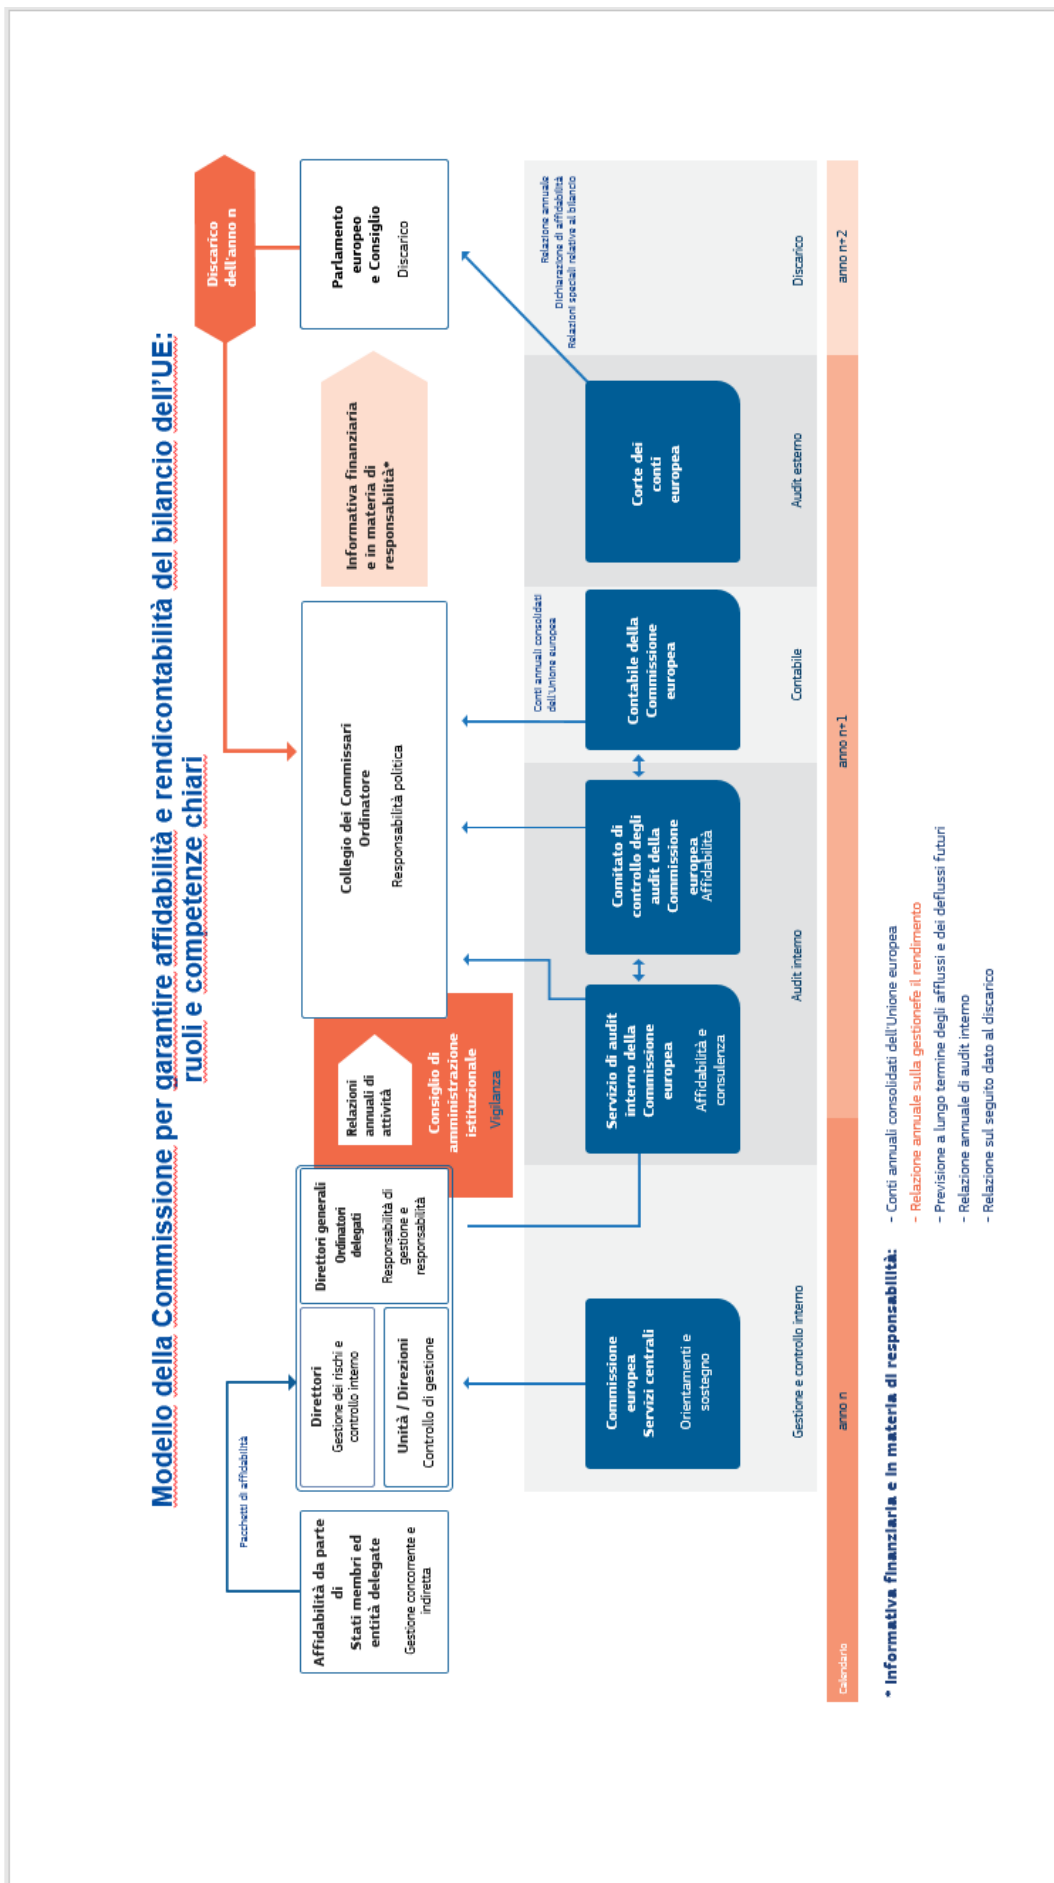 Modello della Commissione per garantire affidabilità e rendicontabilità del bilancio dell'UE:
ruoli e competenze chiari
Discarico
dell'anno n
Pacchetti di affidabilità
Affidabilità da parte
di
Stati membri ed
entità delegate
Gestione concorrente e
indiretta
Direttori
Gestione dei rischi e
controllo interno
Unità / Direzioni
Controllo di gestione
Direttori generali
Ordinatori
delegati
Responsabilità di
gestione e
responsabilità
Relazioni
annuali di
attività
Consiglio di
amministrazione
istituzionale
Vigilanza
Collegio dei Commissari
Ordinatore
Responsabilità politica
Informativa finanziaria
e in materia di
responsabilità*
Parlamento
europeo
e Consiglio
Discarico
Conti annuali consolidati
dell'Unione europea
Relazione annuale
Dichiarazione di affidabilità
Relazioni speciali relative al bilancio
Commissione
europea
Servizi centrali
Orientamenti e
sostegno
Servizio di audit
interno della
Commissione
europea
Affidabilità e
consulenza
Comitato di
controllo degli
audit della
Commissione
europea
Affidabilità
Contabile della
Commissione
europea
Corte dei
conti
europea
Gestione e controllo interno
Audit interno
Contabile
Audit esterno
Discarico
Calendario
anno n
anno n+1
anno n+2
* Informativa finanziaria e in materia di responsabilità:
- Conti annuali consolidati dell'Unione europea
- Relazione annuale sulla gestionefe il rendimento
- Previsione a lungo termine degli afflussi e dei deflussi futuri
- Relazione annuale di audit interno
- Relazione sul seguito dato al discarico